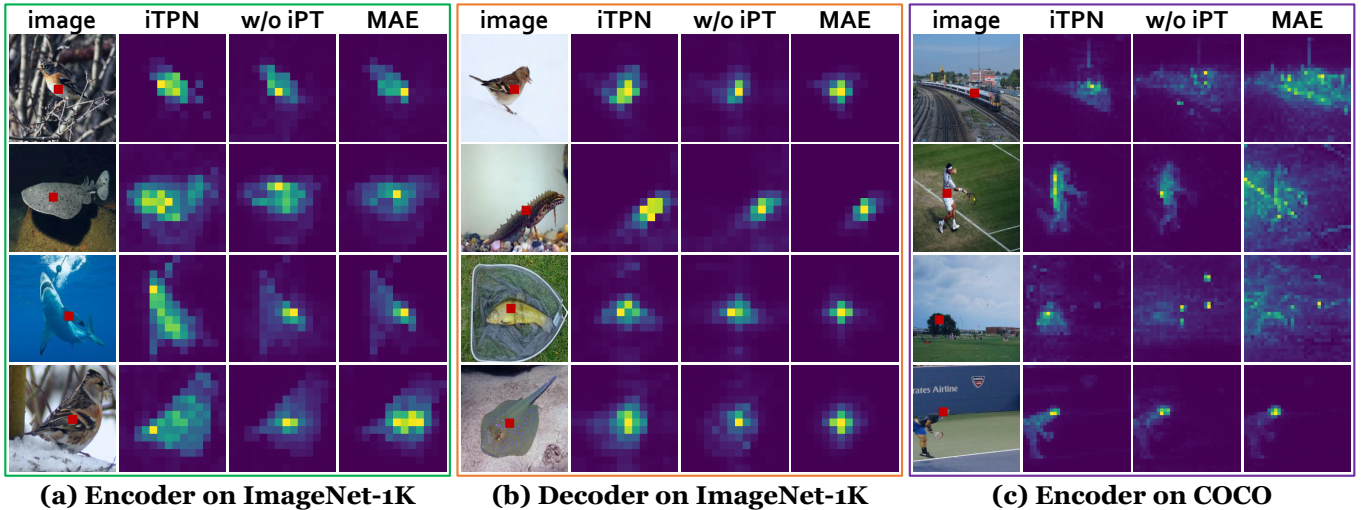 image iTPN w/o iPT MAE image iTPN w/o iPT MAE image iTPN w/o iPT MAE
rates Airline
(a) Encoder on ImageNet-1K (b) Decoder on ImageNet-1K (c) Encoder on COCO